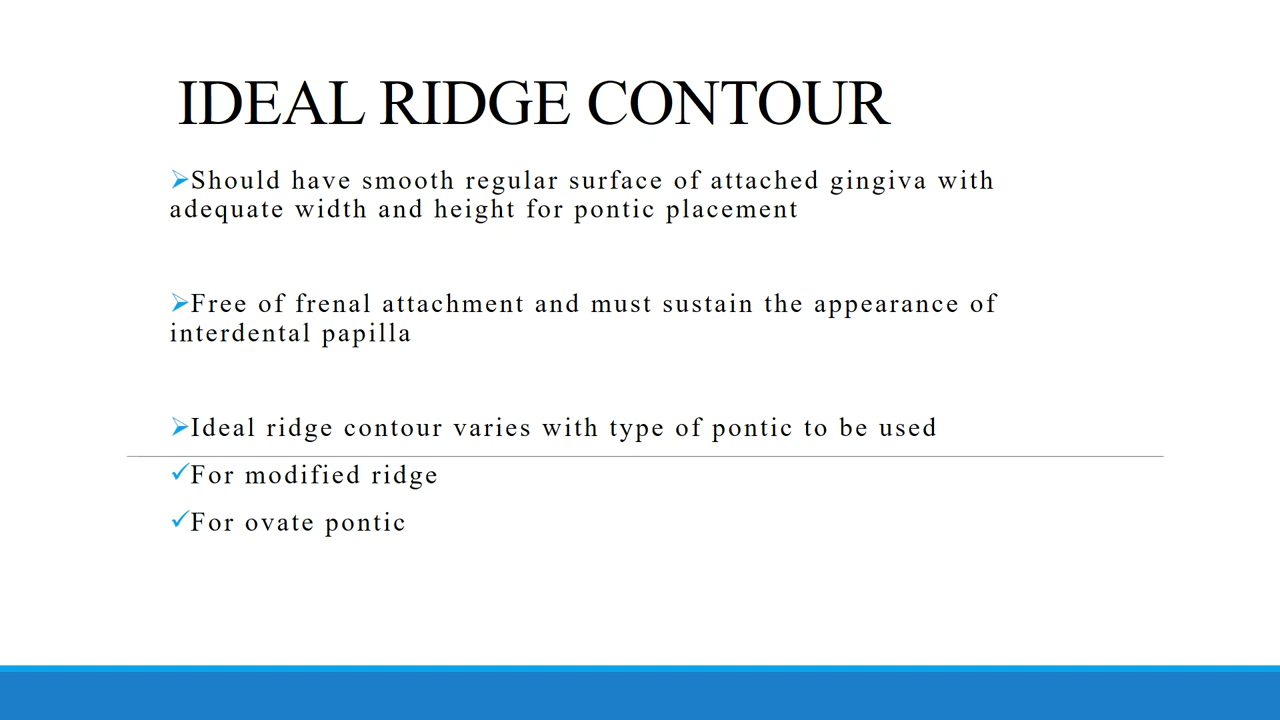 IDEAL RIDGE CONTOUR
➢Should have smooth regular surface of attached gingiva with
adequate width and height for pontic placement
➢Free of frenal attachment and must sustain the appearance of
interdental papilla
➢Ideal ridge contour varies with type of pontic to be used
✓For modified ridge
✓For ovate pontic